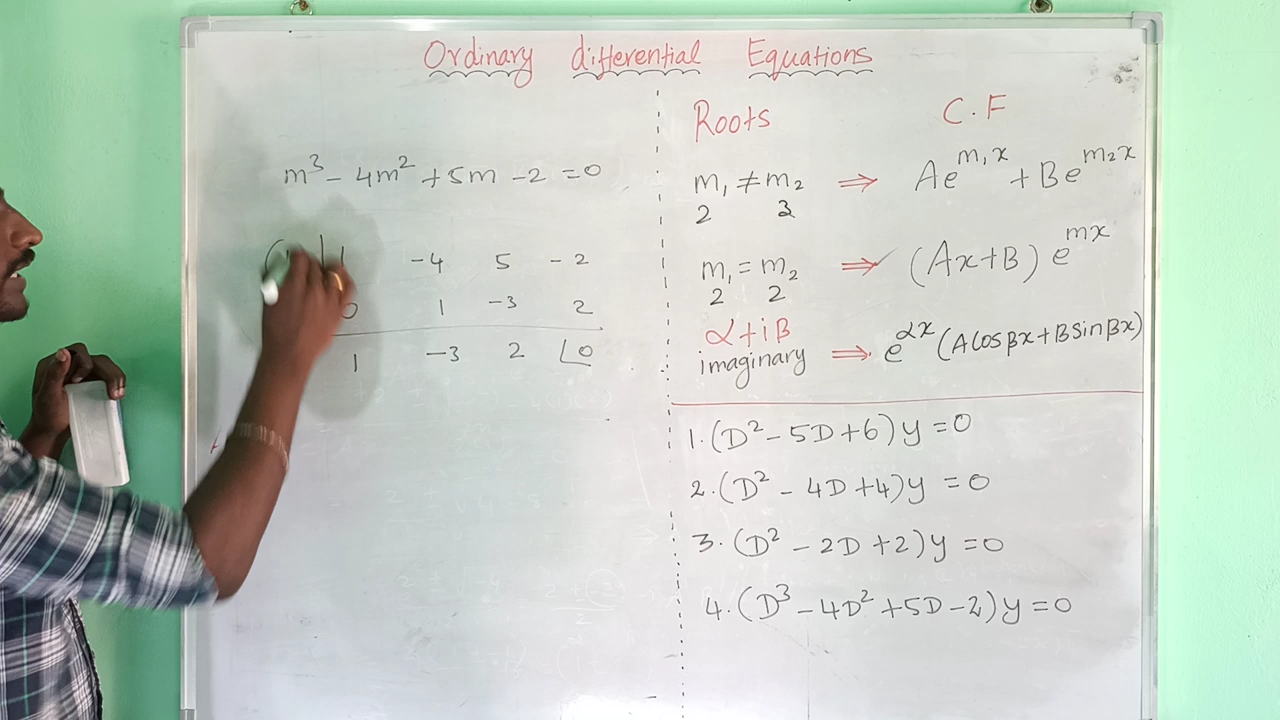 Ordinary differential Equations
m³ - 4m² + 5m - 2 = 0
1 -4 5 -2
0 1 -3 2
1 -3 2 0
Roots C.F
m₁ ≠ m₂ ⇒ Ae^{m₁x} + Be^{m₂x}
2 3
m₁ = m₂ ⇒ (Ax+B) e^{mx}
2 2
α+iβ
imaginary ⇒ e^{αx} (A cos βx + B sin βx)
1. (D² - 5D + 6) y = 0
2. (D² - 4D + 4) y = 0
3. (D² - 2D + 2) y = 0
4. (D³ - 4D² + 5D - 2) y = 0